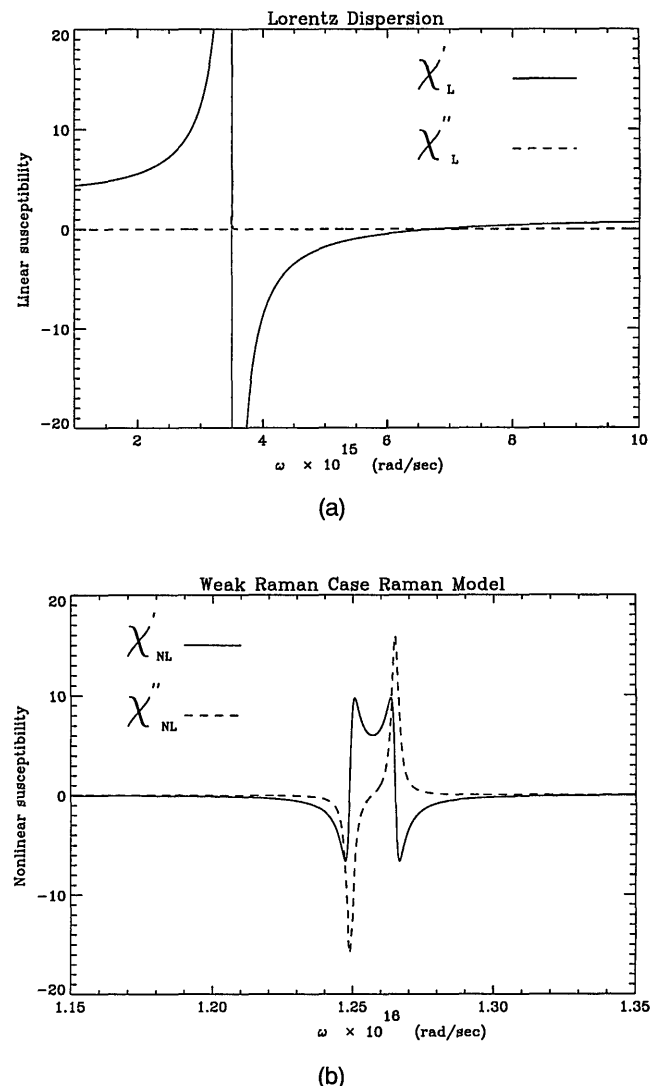 Lorentz Dispersion
20
10
0
-10
-20
Linear susceptibility
χ'L
χ''L
2 4 6 8 10
ω × 10^15 (rad/sec)
(a)
Weak Raman Case Raman Model
20
10
0
-10
-20
Nonlinear susceptibility
χ'NL
χ''NL
1.15 1.20 1.25 1.30 1.35
ω × 10^16 (rad/sec)
(b)